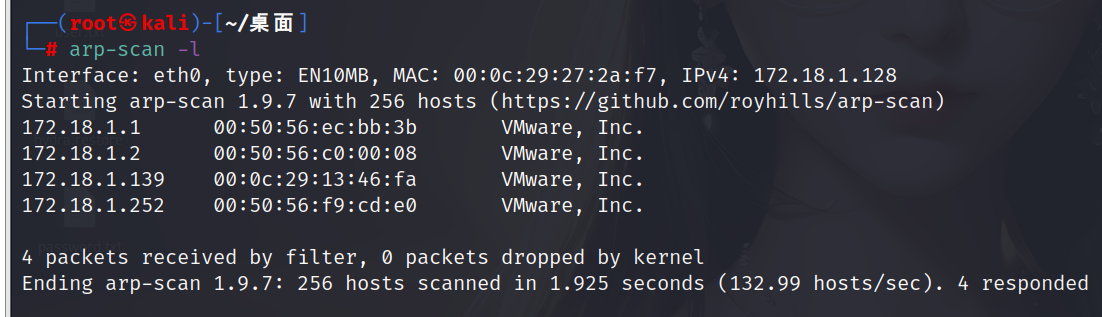 ┌──(root㉿kali)-[~/桌面]
└─# arp-scan -l
Interface: eth0, type: EN10MB, MAC: 00:0c:29:27:2a:f7, IPv4: 172.18.1.128
Starting arp-scan 1.9.7 with 256 hosts (https://github.com/royhills/arp-scan)
172.18.1.1      00:50:56:ec:bb:3b       VMware, Inc.
172.18.1.2      00:50:56:c0:00:08       VMware, Inc.
172.18.1.139    00:0c:29:13:46:fa       VMware, Inc.
172.18.1.252    00:50:56:f9:cd:e0       VMware, Inc.
4 packets received by filter, 0 packets dropped by kernel
Ending arp-scan 1.9.7: 256 hosts scanned in 1.925 seconds (132.99 hosts/sec). 4 responded